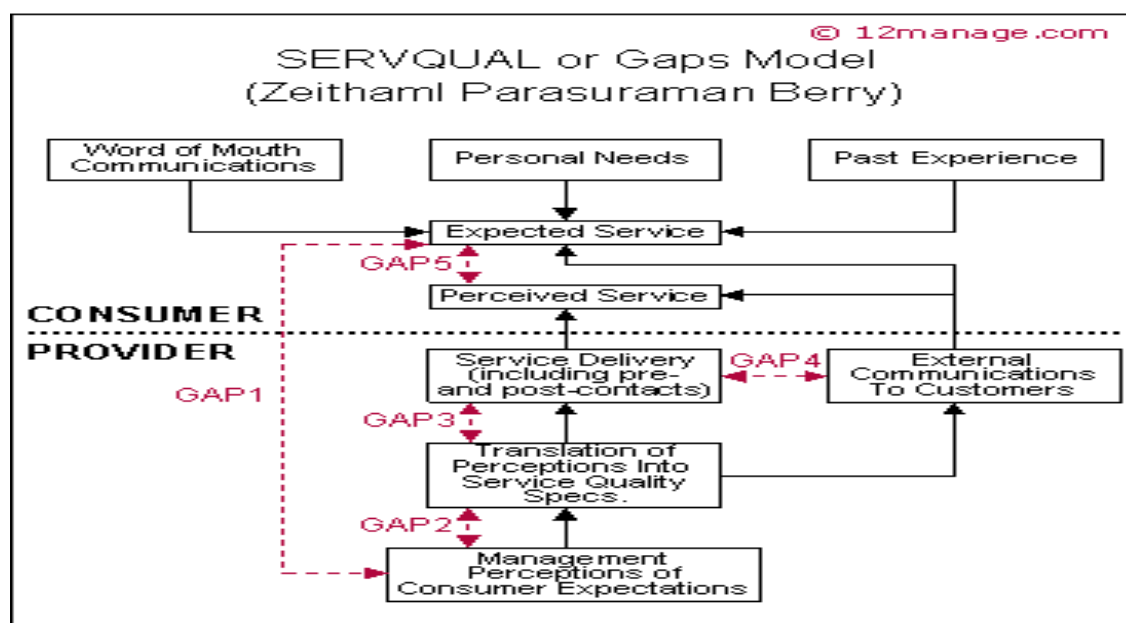 © 12manage.com
SERVQUAL or Gaps Model
(Zeithaml Parasuraman Berry)
Word of Mouth
Communications
Personal Needs
Past Experience
Expected Service
GAP5
Perceived Service
CONSUMER
PROVIDER
Service Delivery
(including pre-
and post-contacts)
GAP4
External
Communications
To Customers
GAP1
GAP3
Translation of
Perceptions Into
Service Quality
Specs.
GAP2
Management
Perceptions of
Consumer Expectations